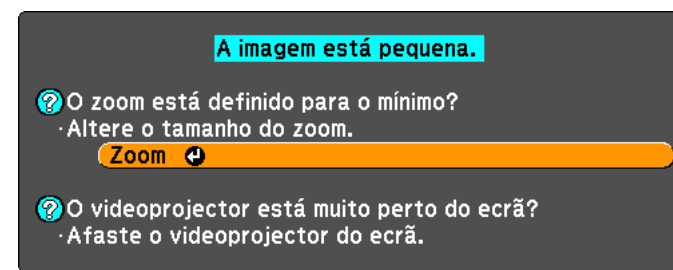 A imagem está pequena.
O zoom está definido para o mínimo?
·Altere o tamanho do zoom.
Zoom
O videoprojector está muito perto do ecrã?
·Afaste o videoprojector do ecrã.